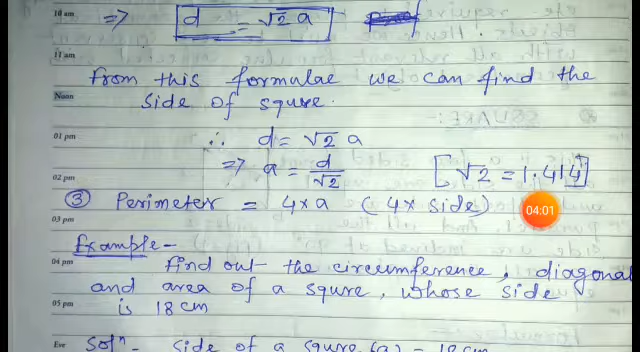 10 am
=> d = √2 a
11 am
from this formulae we can find the
Noon
side of squre.
01 pm
∴ d = √2 a
=> a = d/√2 [√2 = 1.414]
02 pm
③ Perimeter = 4×a (4× side)
04:01
03 pm
Example -
04 pm
find out the circumference, diagonal
and area of a squre, whose side
05 pm
is 18 cm
Eve
Solⁿ - side of a squre (a) = 18 cm